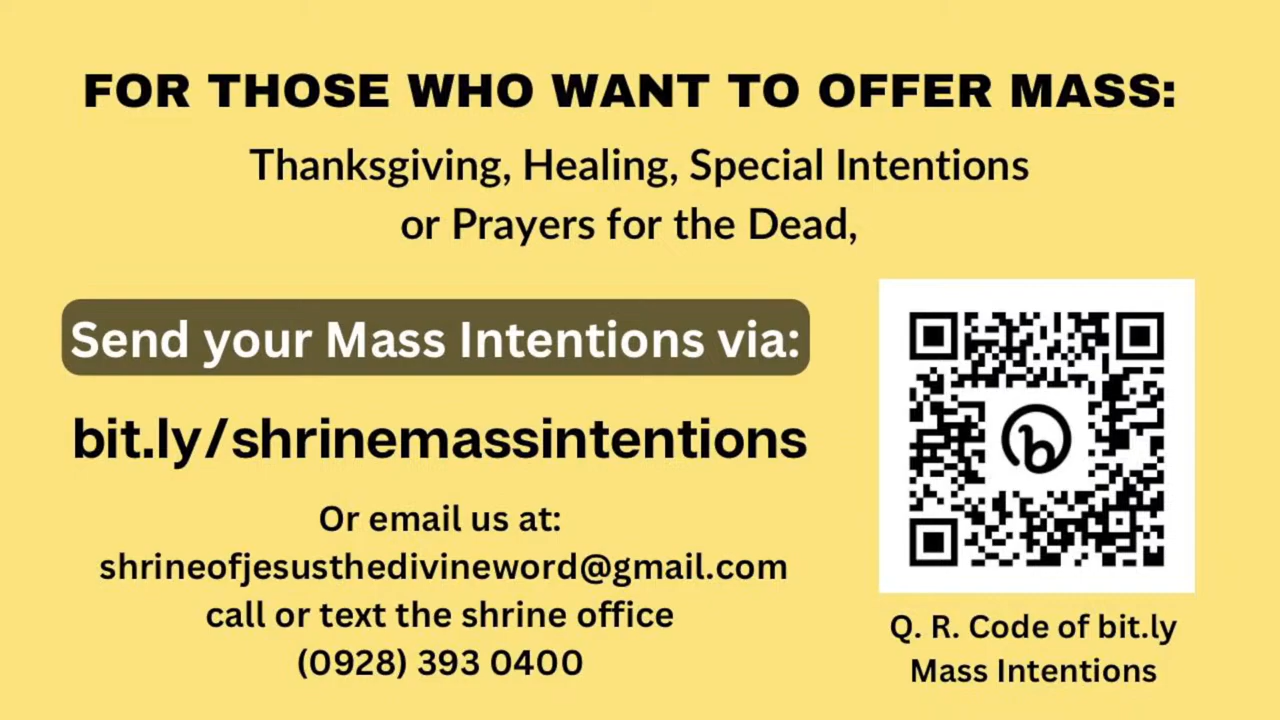 FOR THOSE WHO WANT TO OFFER MASS:
Thanksgiving, Healing, Special Intentions
or Prayers for the Dead,
Send your Mass Intentions via:
bit.ly/shrinemassintentions
Or email us at:
shrineofjesusthedivineword@gmail.com
call or text the shrine office
(0928) 393 0400
b
Q. R. Code of bit.ly
Mass Intentions